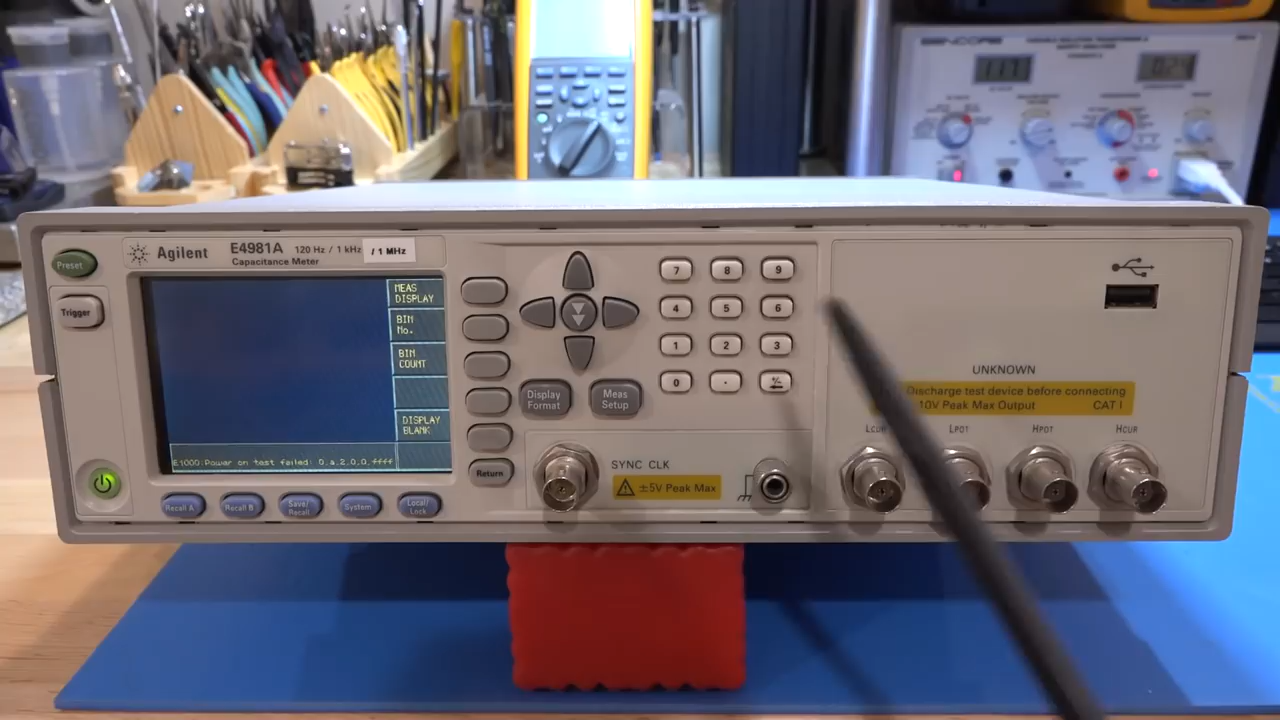 SENCORE
Preset
Agilent
E4981A
120 Hz / 1 kHz
/ 1 MHz
Capacitance Meter
Trigger
MEAS
DISPLAY
BIN
No.
BIN
COUNT
DISPLAY
BLANK
E1000:Power on test failed: 0,a,2,0,0,ffff
Recall A
Recall B
Save/
Recall
System
Local/
Lock
Return
Display
Format
Meas
Setup
7
8
9
4
5
6
1
2
3
0
.
+/-
←
SYNC CLK
±5V Peak Max
UNKNOWN
Discharge test device before connecting
10V Peak Max Output
CAT I
LCUR
LPOT
HPOT
HCUR